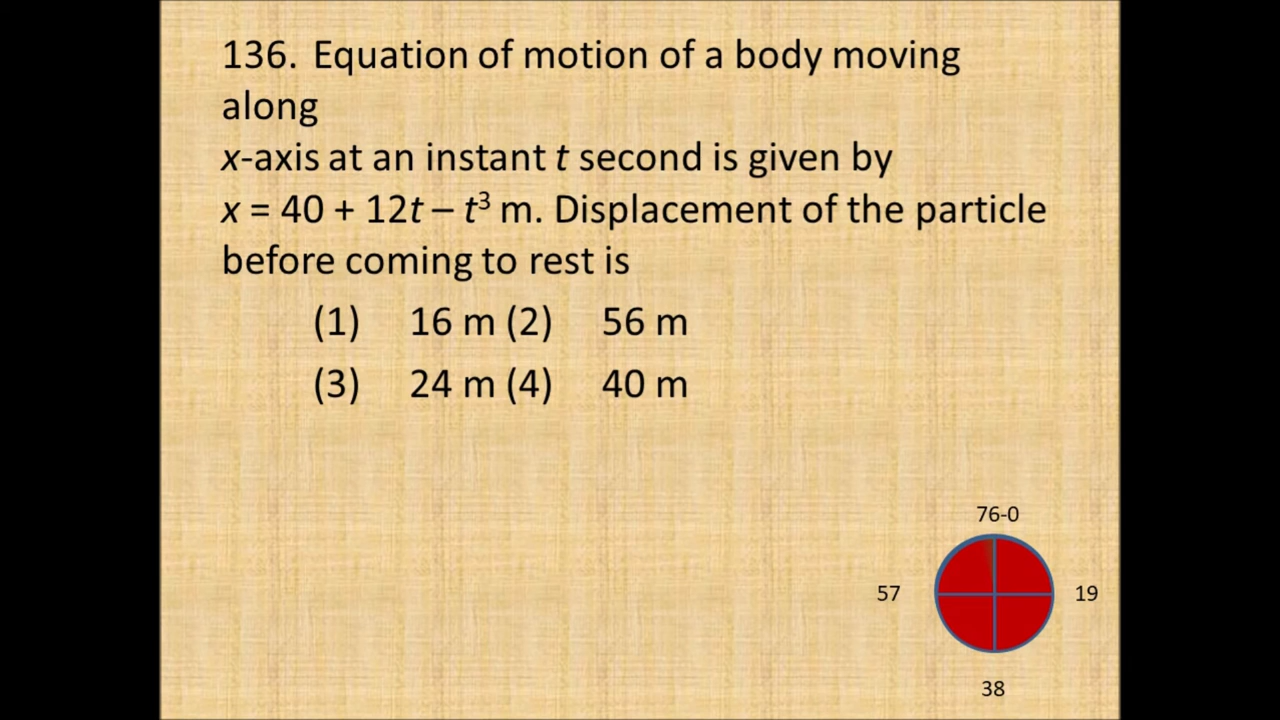 136. Equation of motion of a body moving
along
x-axis at an instant t second is given by
x = 40 + 12t – t³ m. Displacement of the particle
before coming to rest is
(1) 16 m (2) 56 m
(3) 24 m (4) 40 m
76-0
57
19
38